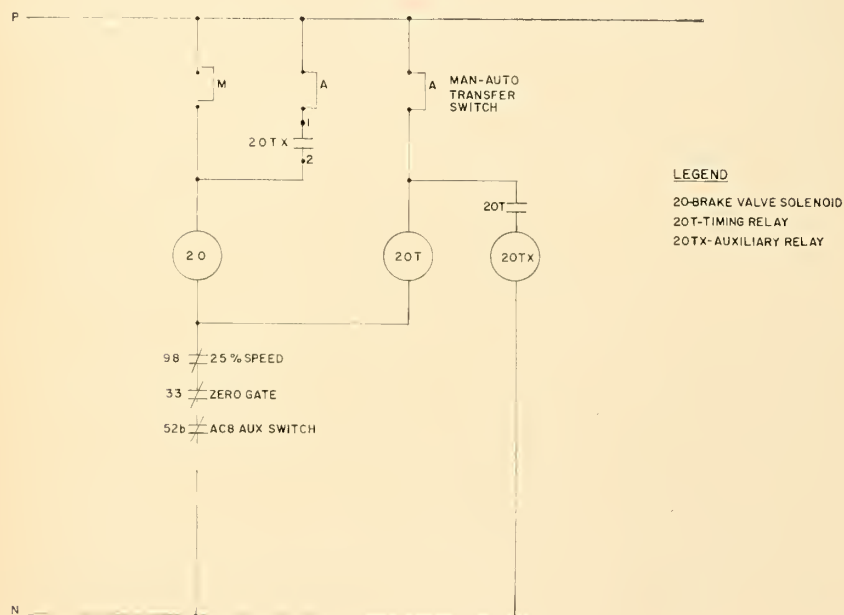 P
M
A
A
MAN-AUTO
TRANSFER
SWITCH
1
20TX
2
20T
20
20T
20TX
LEGEND
20-BRAKE VALVE SOLENOID
20T-TIMING RELAY
20TX-AUXILIARY RELAY
98 25% SPEED
33 ZERO GATE
52b AC8 AUX SWITCH
N